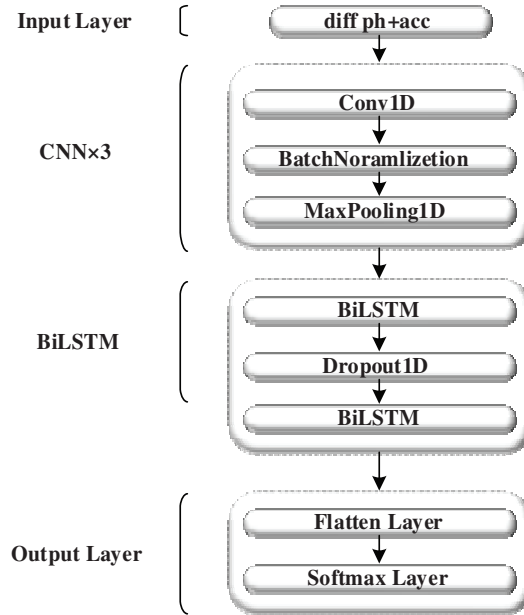 Input Layer
diff ph+acc
CNN×3
Conv1D
BatchNoramlizetion
MaxPooling1D
BiLSTM
BiLSTM
Dropout1D
BiLSTM
Output Layer
Flatten Layer
Softmax Layer